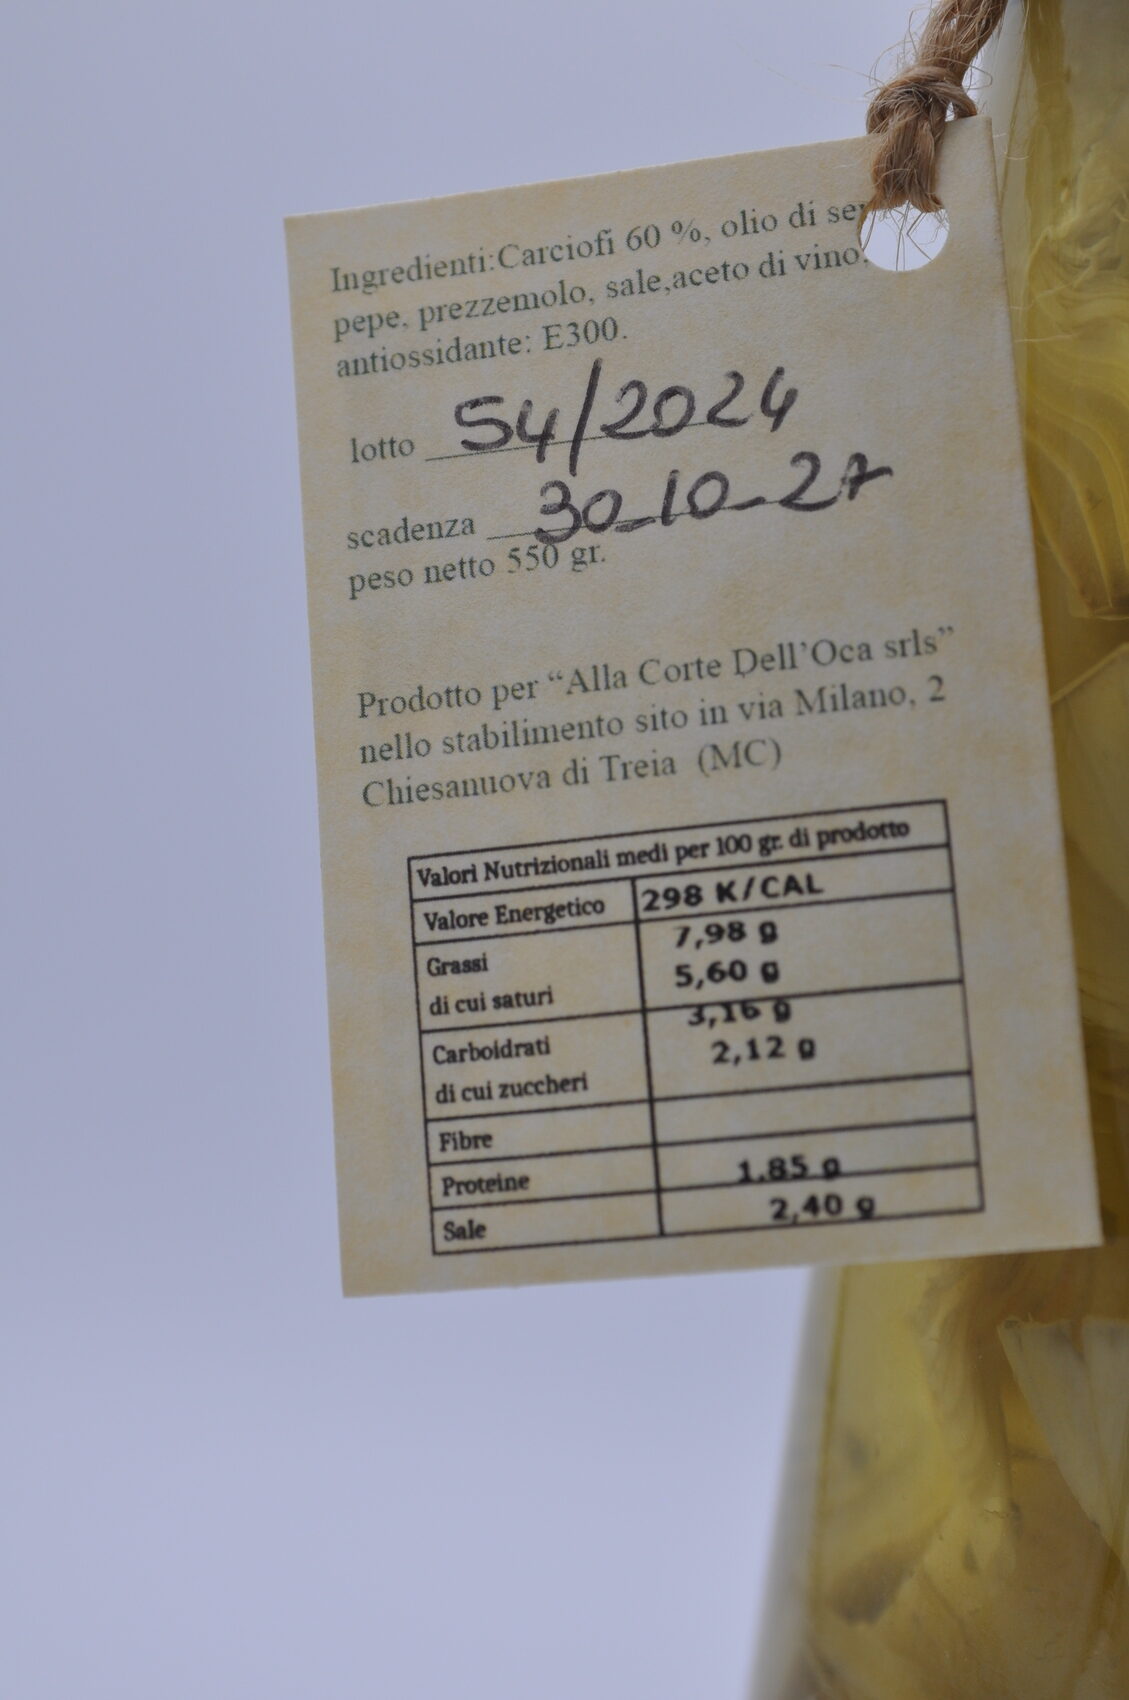 Ingredienti:Carciofi 60 %, olio di
pepe, prezzemolo, sale,aceto di vino.
antiossidante: E300.
lotto 54/2024
scadenza 30-10-27
peso netto 550 gr.
Prodotto per “Alla Corte Dell’Oca srls”
nello stabilimento sito in via Milano, 2
Chiesanuova di Treia (MC)
Valori Nutrizionali medi per 100 gr. di prodotto
Valore Energetico 298 K/CAL
Grassi 7,98 g
di cui saturi 5,60 g
Carboidrati 3,16 g
di cui zuccheri 2,12 g
Fibre
Proteine 1,85 g
Sale 2,40 g